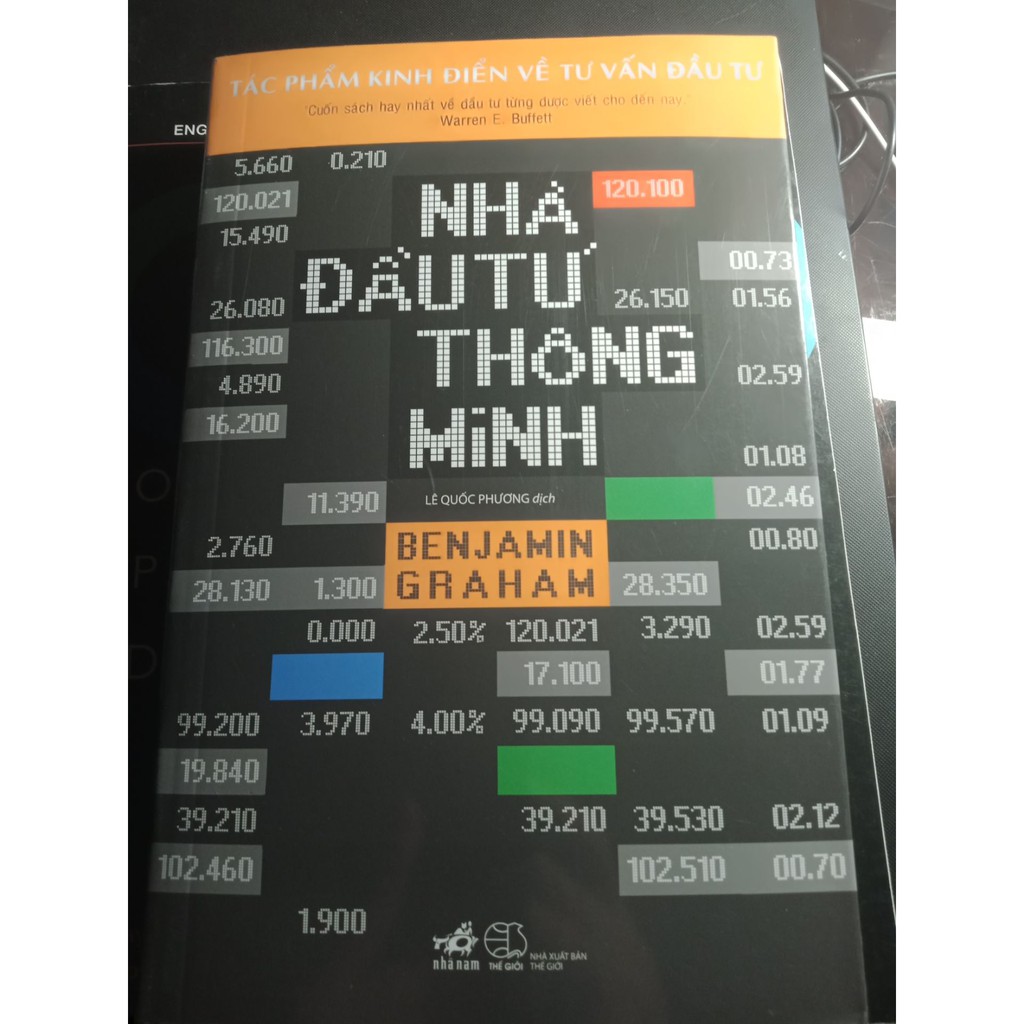 TÁC PHẨM KINH ĐIỂN VỀ TƯ VẤN ĐẦU TƯ
"Cuốn sách hay nhất về đầu tư từng được viết cho đến nay."
Warren E. Buffett
ENG
5.660 0.210
120.021
NHÀ
120.100
15.490
ĐẦU TƯ
00.73
26.080
26.150 01.56
116.300
THÔNG
4.890
02.59
16.200
MINH
01.08
11.390
LÊ QUỐC PHƯƠNG dịch
02.46
2.760
BENJAMIN
00.80
28.130 1.300
GRAHAM
28.350
0.000 2.50% 120.021 3.290 02.59
17.100 01.77
99.200 3.970 4.00% 99.090 99.570 01.09
19.840
39.210 39.210 39.530 02.12
102.460 102.510 00.70
1.900
nhã nam
THẾ GIỚI
NHÀ XUẤT BẢN
THẾ GIỚI
O
P
D